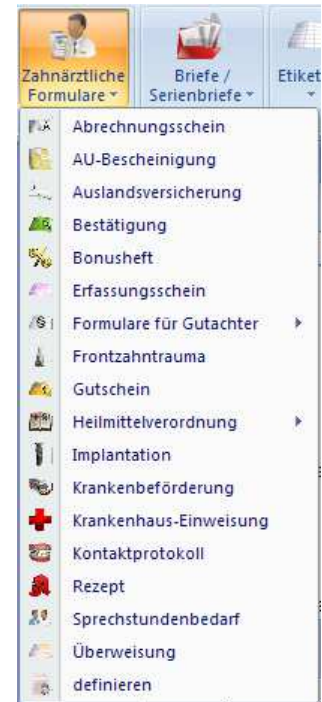 Zahnärztliche
Formulare
Briefe /
Serienbriefe
Etiket
Abrechnungsschein
AU-Bescheinigung
Auslandsversicherung
Bestätigung
Bonusheft
Erfassungsschein
Formulare für Gutachter
Frontzahntrauma
Gutschein
Heilmittelverordnung
Implantation
Krankenbeförderung
Krankenhaus-Einweisung
Kontaktprotokoll
Rezept
Sprechstundenbedarf
Überweisung
definieren